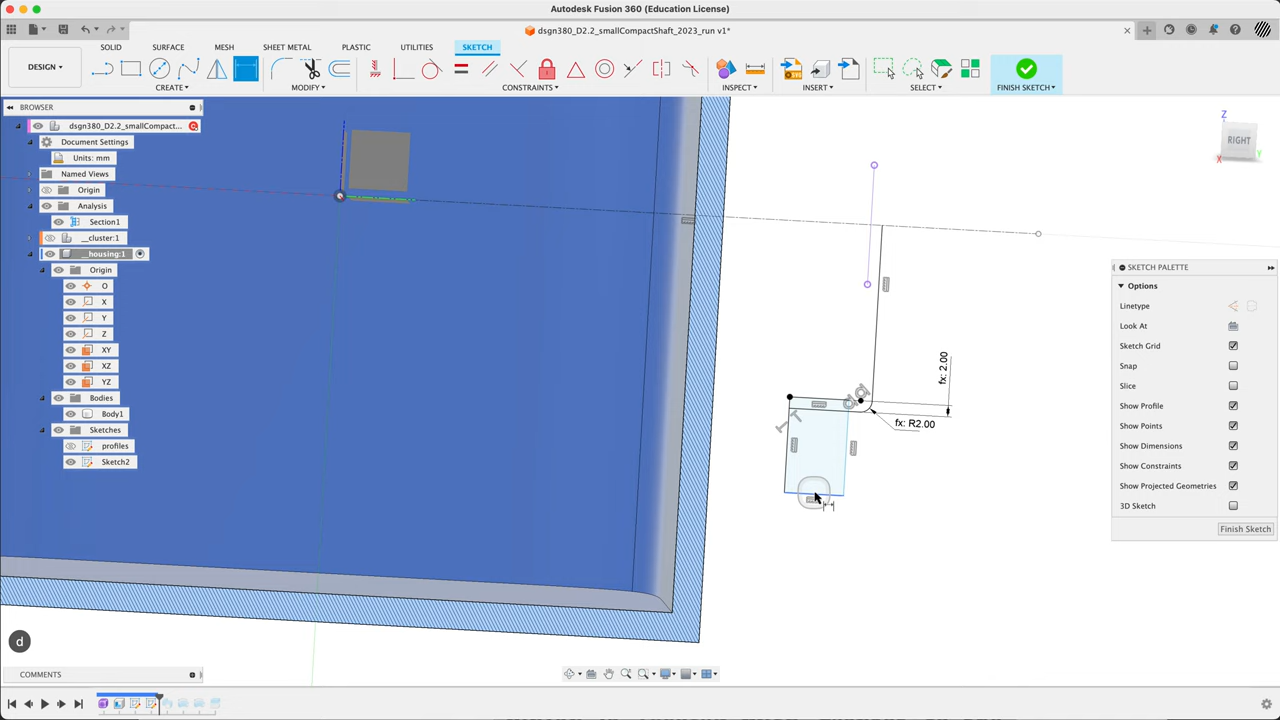 Autodesk Fusion 360 (Education License)
dsgn380_D2.2_smallCompactShaft_2023_run v1*
DESIGN
SOLID
SURFACE
MESH
SHEET METAL
PLASTIC
UTILITIES
SKETCH
CREATE
MODIFY
CONSTRAINTS
INSPECT
INSERT
SELECT
FINISH SKETCH
BROWSER
dsgn380_D2.2_smallCompact...
Document Settings
Units: mm
Named Views
Origin
Analysis
Section1
__cluster:1
__housing:1
Origin
O
X
Y
Z
XY
XZ
YZ
Bodies
Body1
Sketches
profiles
Sketch2
fx: 2.00
fx: R2.00
Z
RIGHT
X
Y
SKETCH PALETTE
Options
Linetype
Look At
Sketch Grid
Snap
Slice
Show Profile
Show Points
Show Dimensions
Show Constraints
Show Projected Geometries
3D Sketch
Finish Sketch
d
COMMENTS